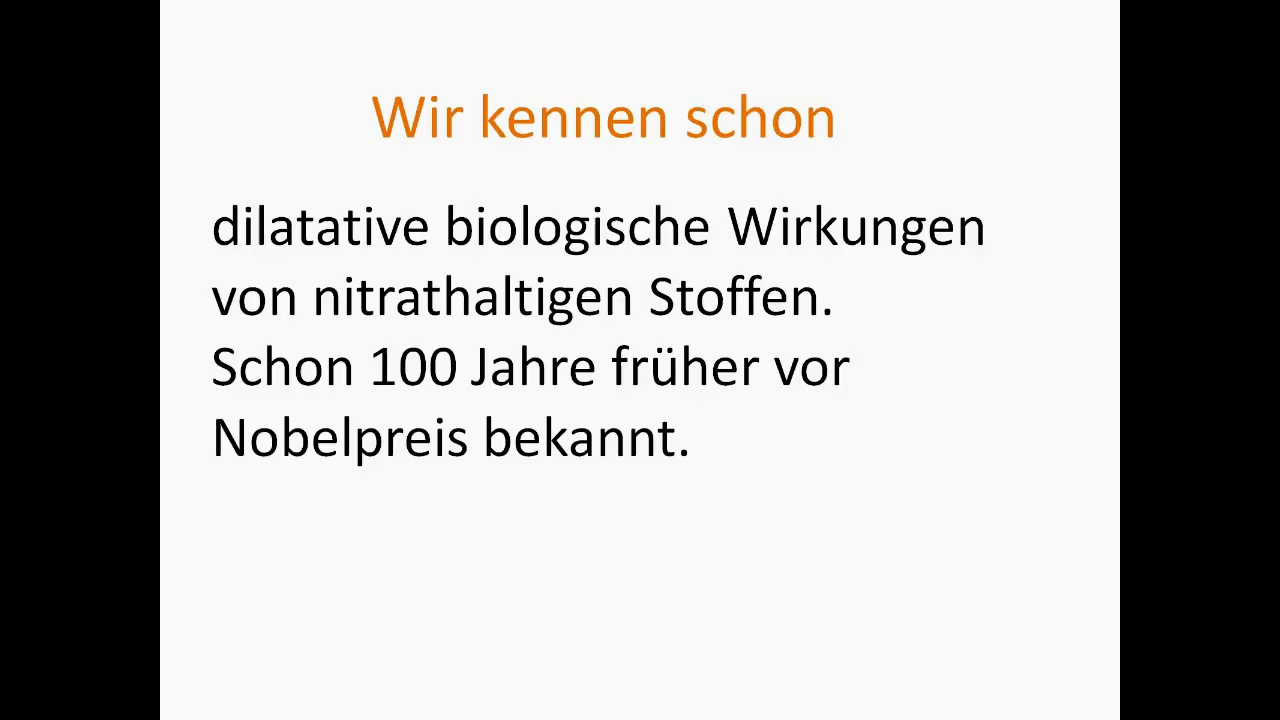 Wir kennen schon
dilatative biologische Wirkungen
von nitrathaltigen Stoffen.
Schon 100 Jahre früher vor
Nobelpreis bekannt.